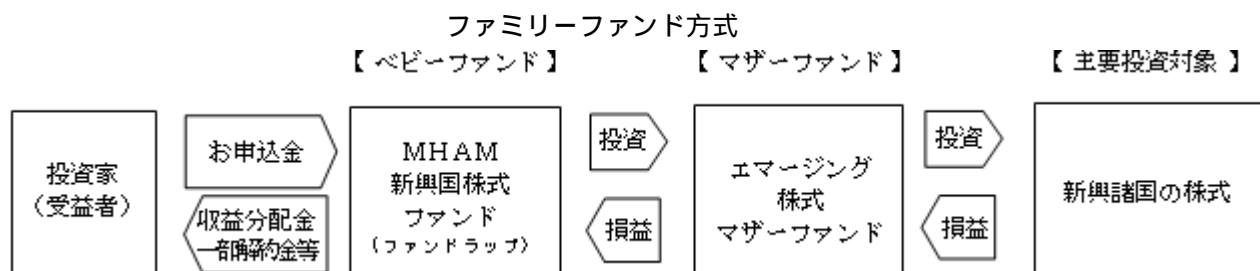 ファミリーファンド方式
【 ベビーファンド 】
【 マザーファンド 】
【 主要投資対象 】
投資家
（受益者）
お申込金
収益分配金
一部解約金等
MHAM
新興国株式
ファンド
（ファンドラップ）
投資
損益
エマージング
株式
マザーファンド
投資
損益
新興諸国の株式